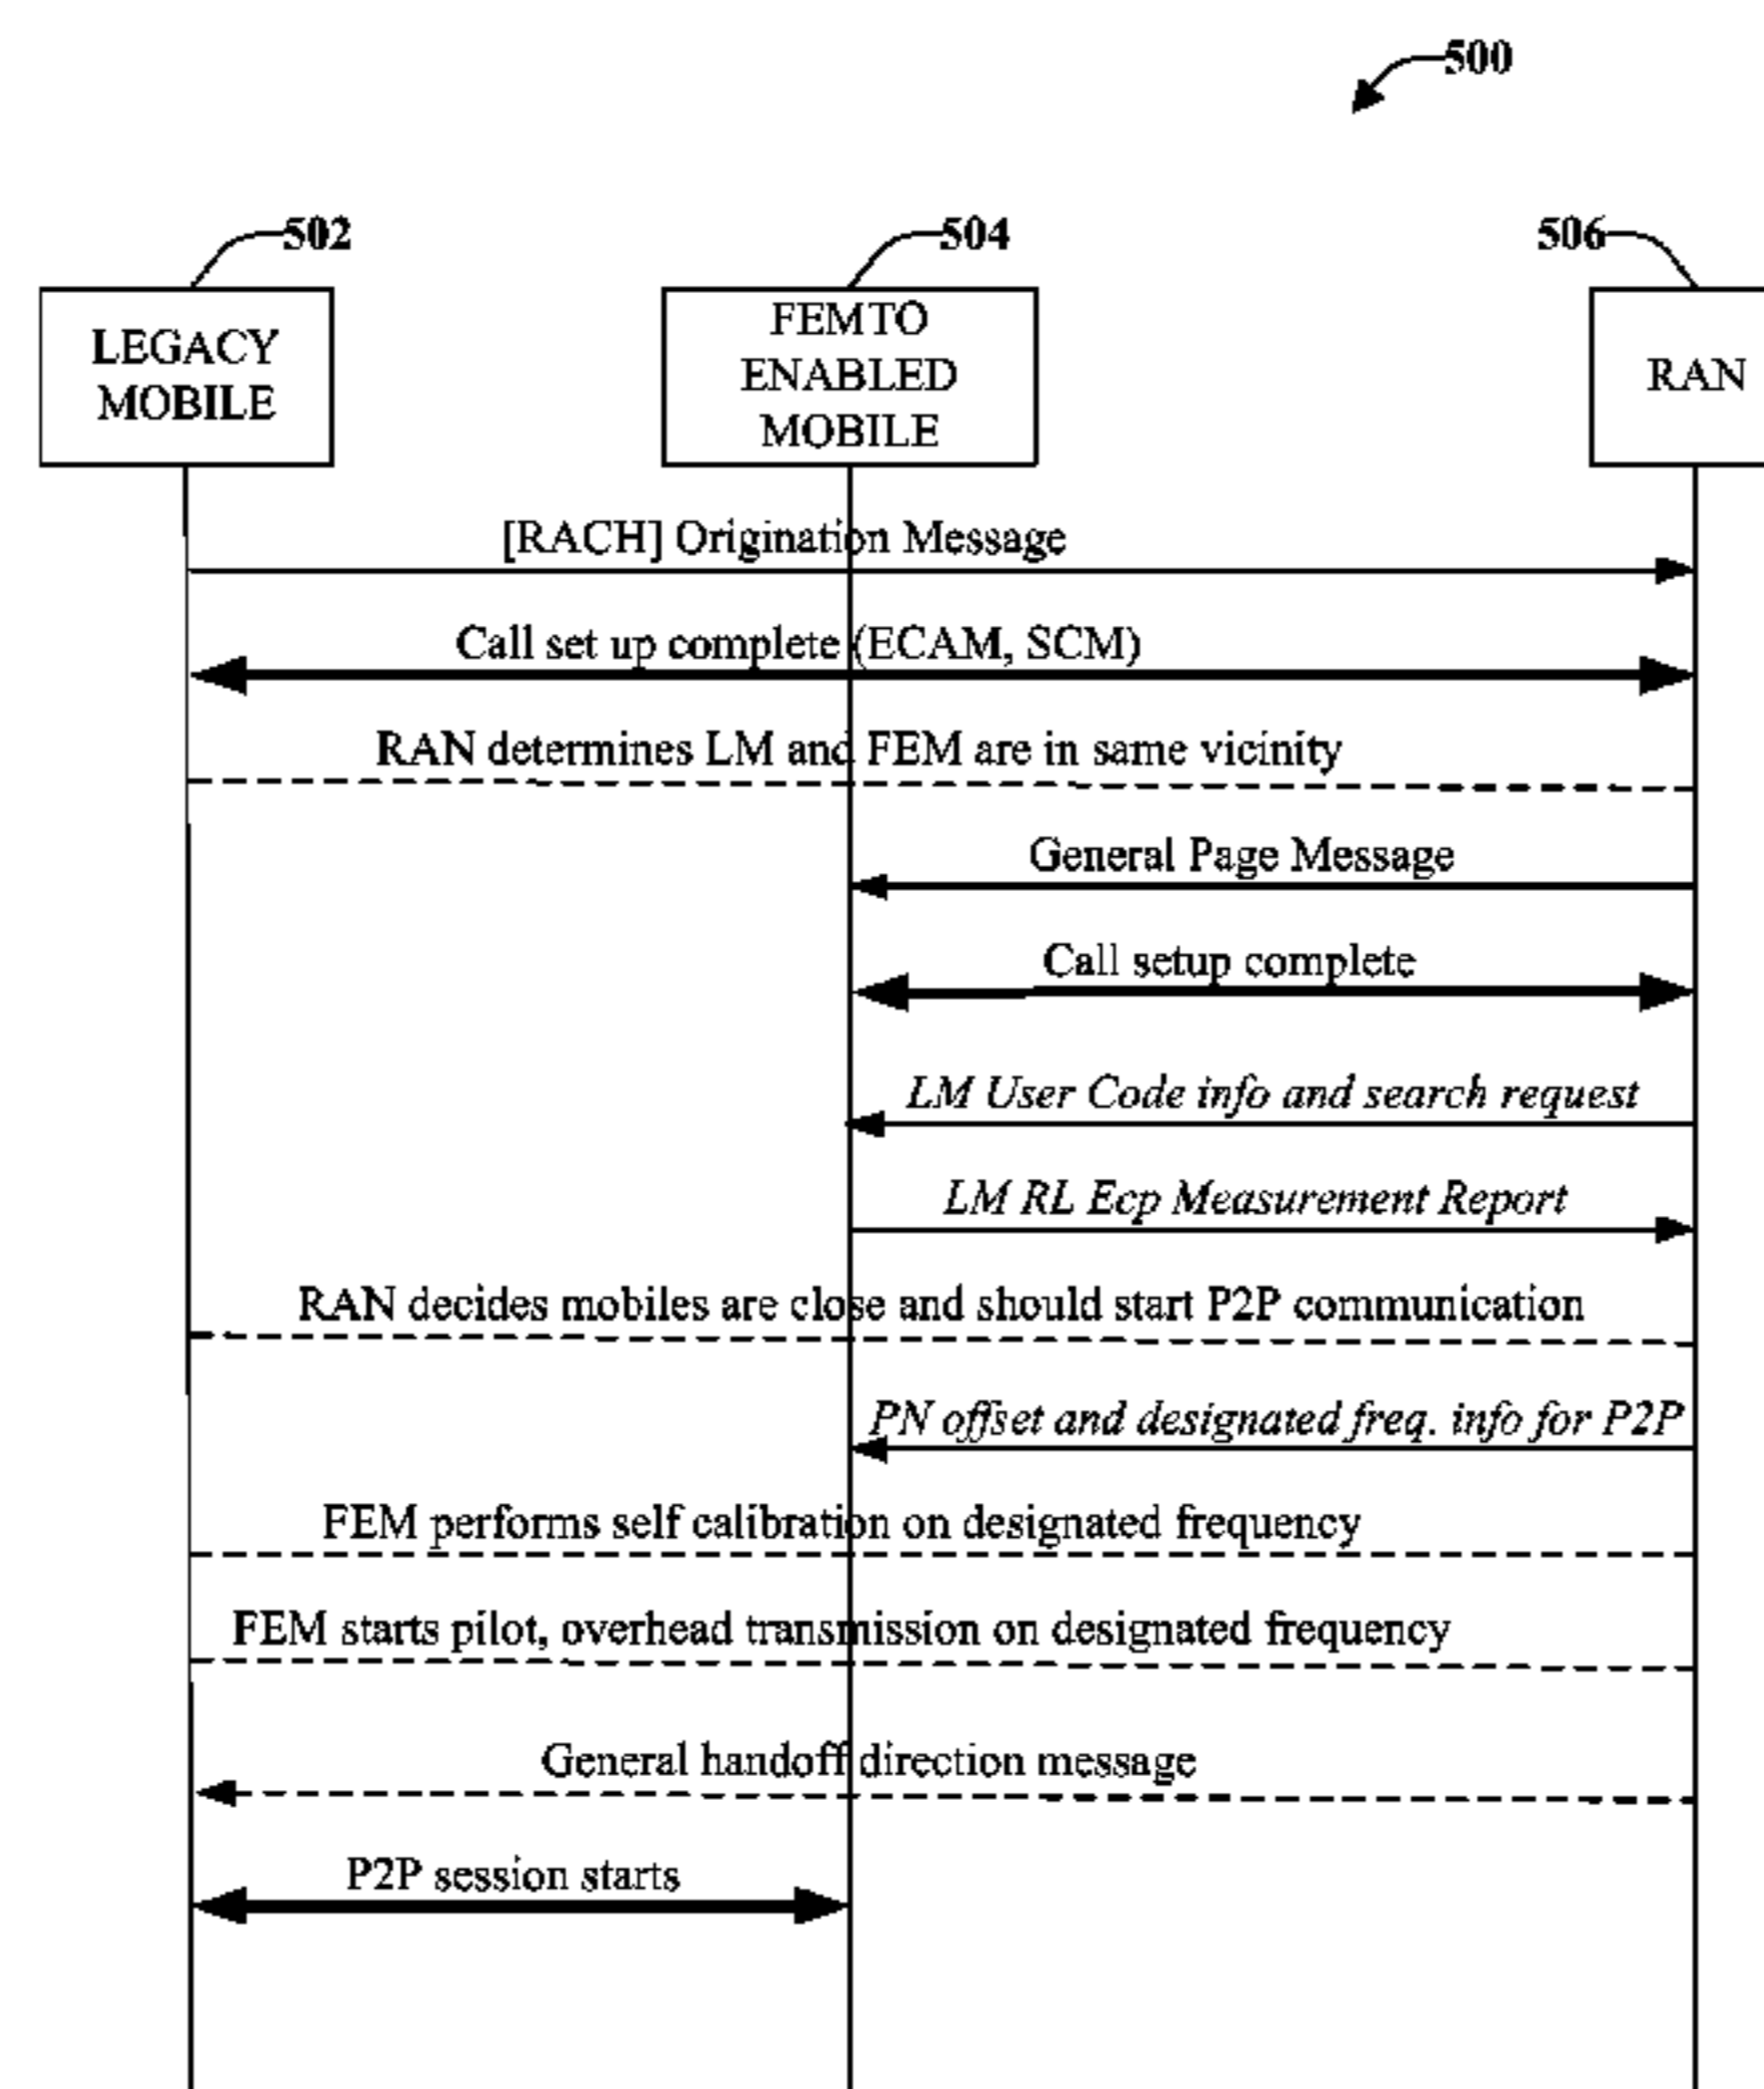 500
502
504
506
LEGACY
MOBILE
FEMTO
ENABLED
MOBILE
RAN
[RACH] Origination Message
Call set up complete (ECAM, SCM)
RAN determines LM and FEM are in same vicinity
General Page Message
Call setup complete
LM User Code info and search request
LM RL Ecp Measurement Report
RAN decides mobiles are close and should start P2P communication
PN offset and designated freq. info for P2P
FEM performs self calibration on designated frequency
FEM starts pilot, overhead transmission on designated frequency
General handoff direction message
P2P session starts